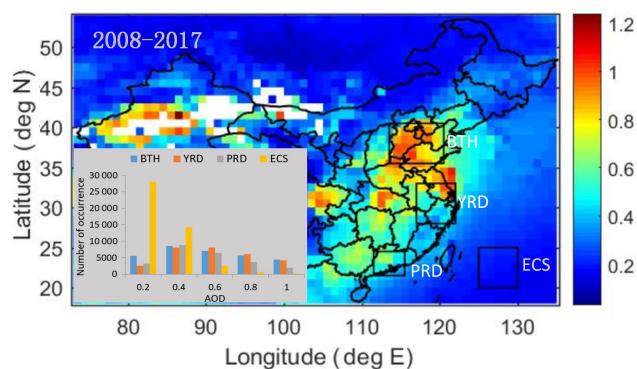 2008-2017
Latitude (deg N)
50
45
40
35
30
25
20
BTH
YRD
PRD
ECS
BTH YRD PRD ECS
Number of occurrence
30 000
25 000
20 000
15 000
10 000
5000
0
0.2 0.4 0.6 0.8 1
AOD
80 90 100 110 120 130
Longitude (deg E)
1.2
1
0.8
0.6
0.4
0.2